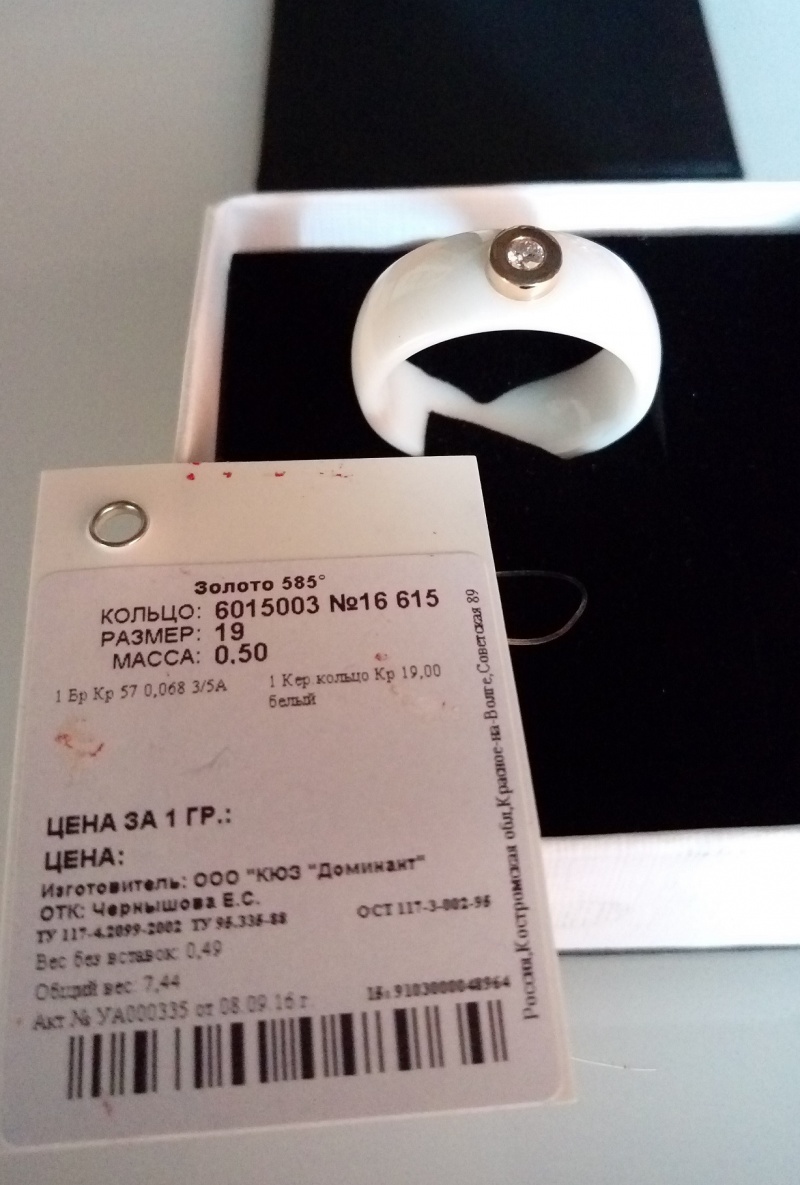 Золото 585°
КОЛЬЦО: 6015003 №16 615
РАЗМЕР: 19
МАССА: 0.50
1 Бр Кр 57 0,068 3/5А
1 Кер.кольцо Кр 19,00
белый
ЦЕНА ЗА 1 ГР.:
ЦЕНА:
Изготовитель: ООО "КЮЗ "Доминант"
ОТК: Чернышова Е.С.
ТУ 117-4.2099-2002 ТУ 95.335-88
ОСТ 117-3-002-95
Вес без вставок: 0,49
Общий вес: 7,44
Акт № УА000335 от 08.09.16 г.
9103000048964
Россия,Костромская обл,Красное-на-Волге,Советская 89